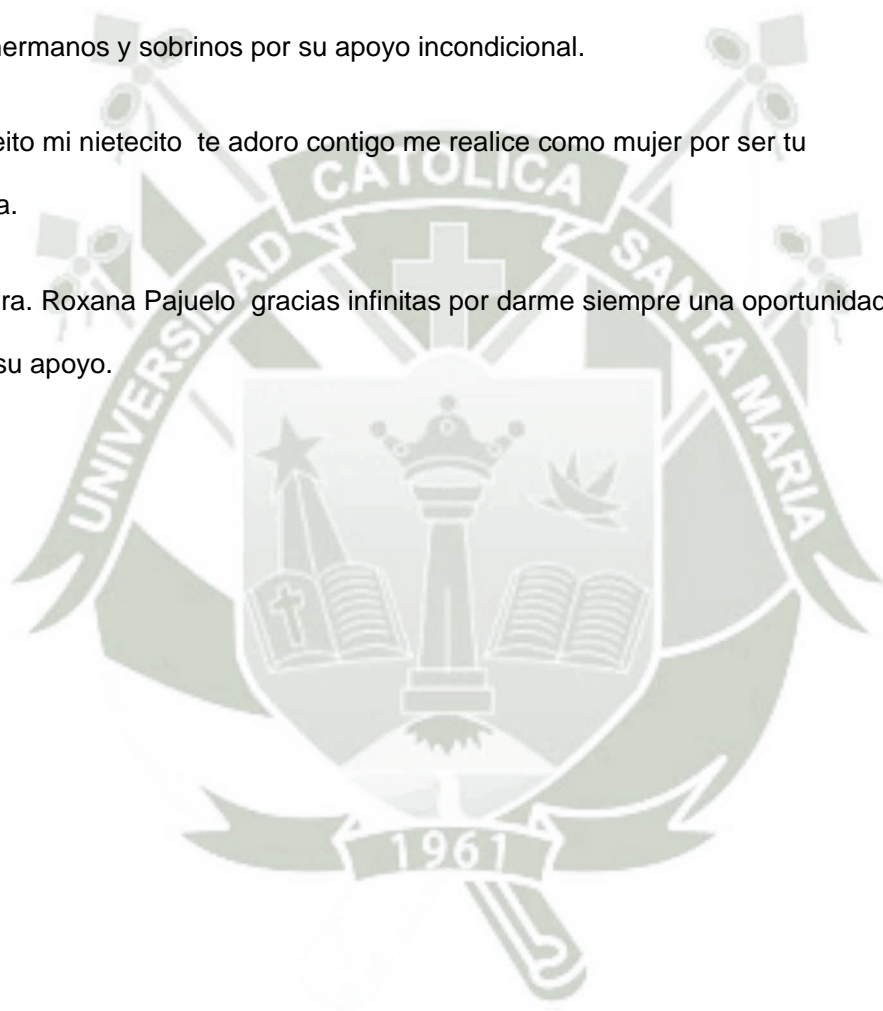 hermanos y sobrinos por su apoyo incondicional.
eito mi nietecito te adoro contigo me realice como mujer por ser tu
a.
ra. Roxana Pajuelo gracias infinitas por darme siempre una oportunidad
su apoyo.
UNIVERSIDAD CATOLICA SANTA MARIA
1961